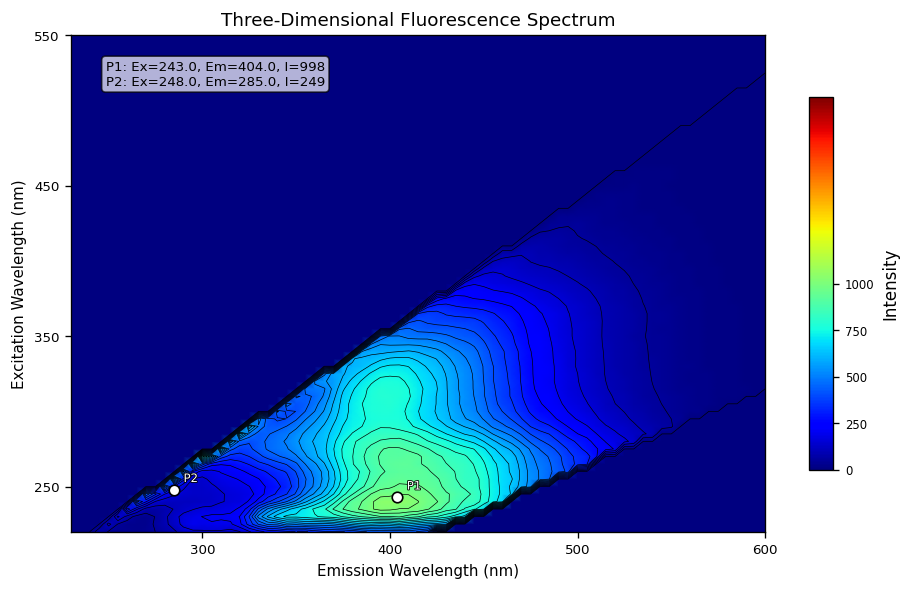 Three-Dimensional Fluorescence Spectrum
550
450
350
250
Excitation Wavelength (nm)
P1: Ex=243.0, Em=404.0, I=998
P2: Ex=248.0, Em=285.0, I=249
P2
P1
300
400
500
600
Emission Wavelength (nm)
1000
750
500
250
0
Intensity